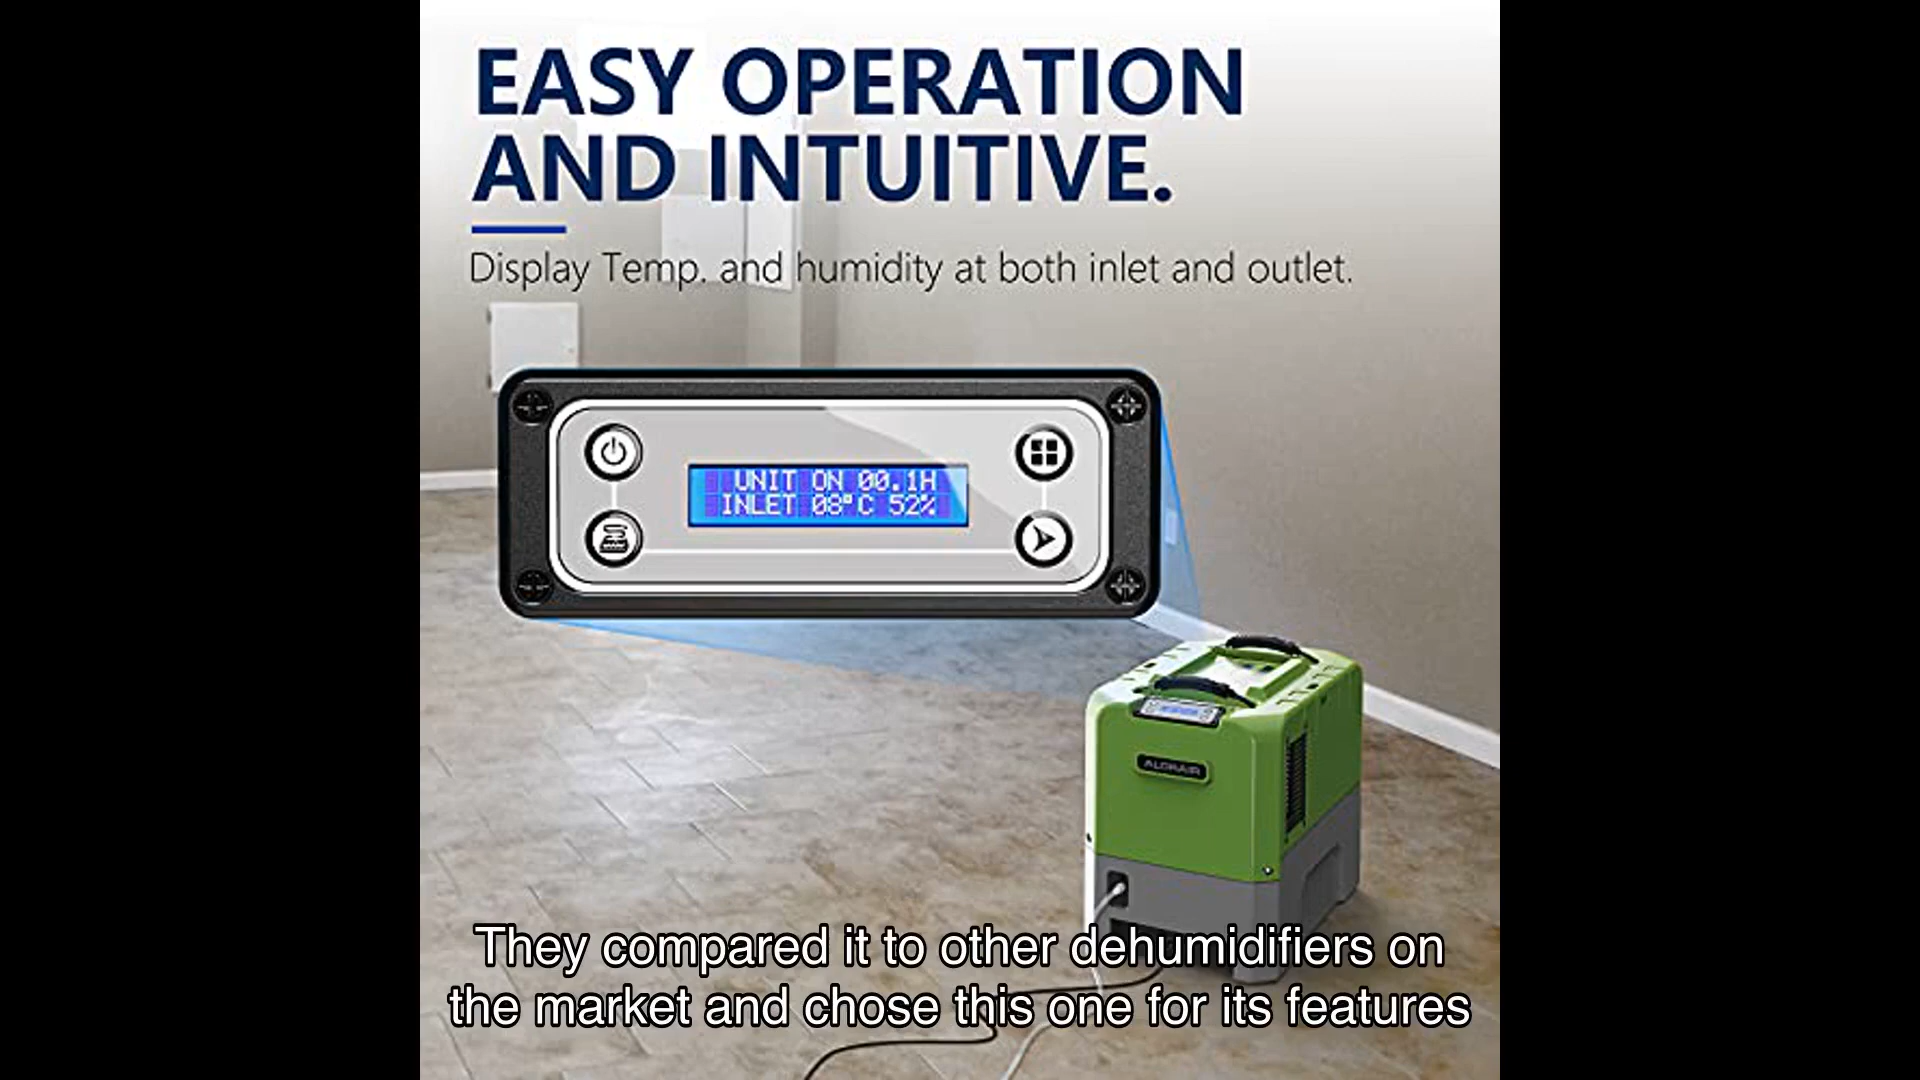 EASY OPERATION
AND INTUITIVE.
Display Temp. and humidity at both inlet and outlet.
UNIT ON 00.1H
INLET 08°C 52%
ALORAIR
They compared it to other dehumidifiers on
the market and chose this one for its features